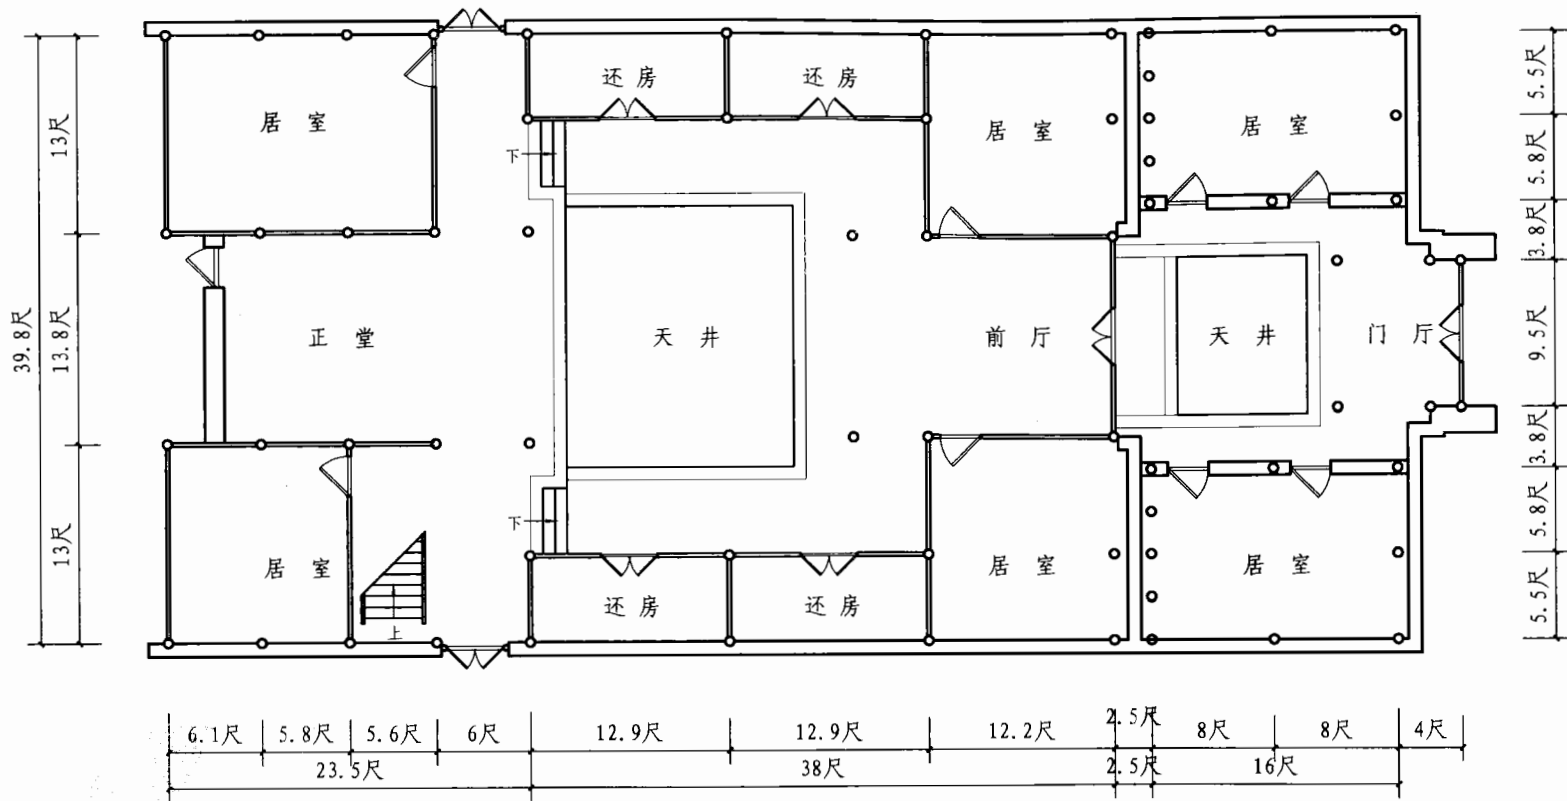 还房 还房
居室 居室 居室
下
正堂 天井 前厅 天井 门厅
下
居室 居室 居室
还房 还房
上
39.8尺
13尺
13.8尺
13尺
5.5尺
5.8尺
3.8尺
9.5尺
3.8尺
5.8尺
5.5尺
6.1尺 5.8尺 5.6尺 6尺 12.9尺 12.9尺 12.2尺 2.5尺 8尺 8尺 4尺
23.5尺 38尺 2.5尺 16尺